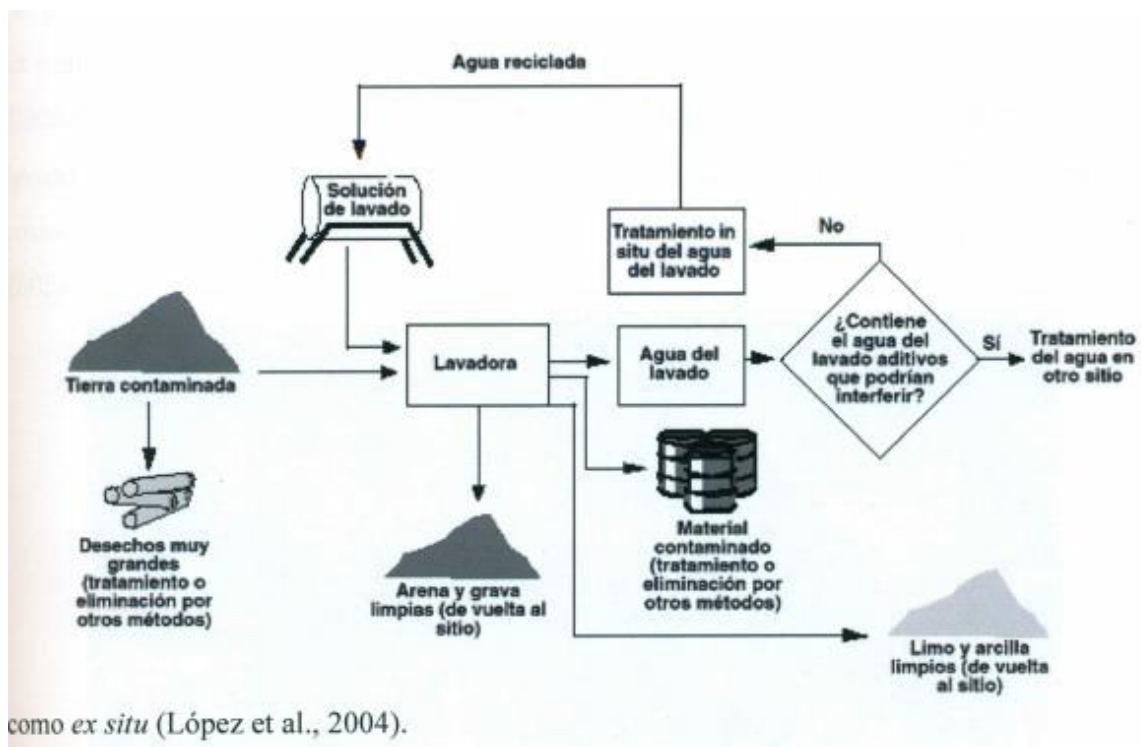 Agua reciclada
Solución
de lavado
Tratamiento in
situ del agua
del lavado
No
Tierra contaminada
Lavadora
Agua del
lavado
¿Contiene
el agua del
lavado aditivos
que podrían
interferir?
Sí
Tratamiento
del agua en
otro sitio
Desechos muy
grandes
(tratamiento o
eliminación por
otros métodos)
Arena y grava
limpias (de vuelta al
sitio)
Material
contaminado
(tratamiento o
eliminación por
otros métodos)
Limo y arcilla
limpios (de vuelta
al sitio)
como ex situ (López et al., 2004).